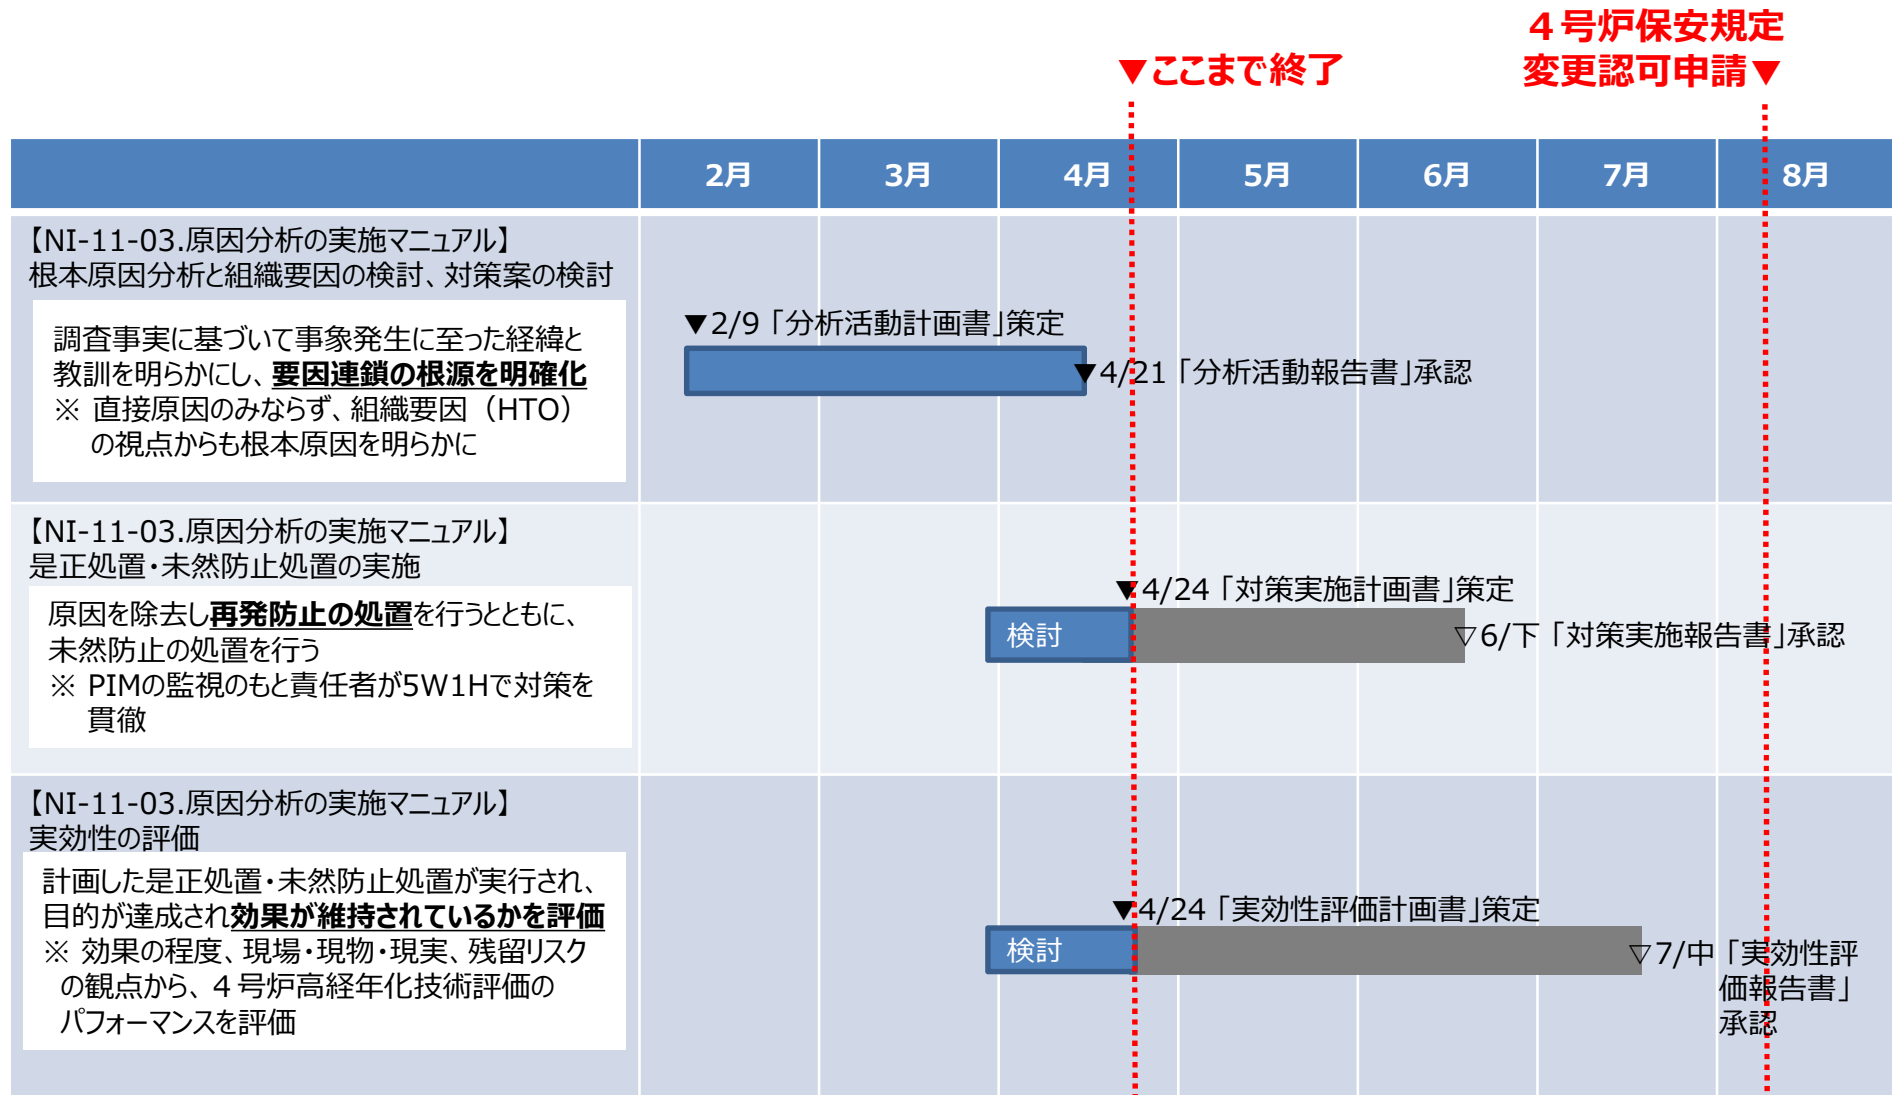 ４号炉保安規定
▼ここまで終了
変更認可申請▼
2月
3月
4月
5月
6月
7月
8月
【NI-11-03.原因分析の実施マニュアル】
根本原因分析と組織要因の検討、対策案の検討
調査事実に基づいて事象発生に至った経緯と
教訓を明らかにし、要因連鎖の根源を明確化
※ 直接原因のみならず、組織要因（HTO）
の視点からも根本原因を明らかに
▼2/9「分析活動計画書」策定
▼4/21「分析活動報告書」承認
【NI-11-03.原因分析の実施マニュアル】
是正処置・未然防止処置の実施
原因を除去し再発防止の処置を行うとともに、
未然防止の処置を行う
※ PIMの監視のもと責任者が5W1Hで対策を
貫徹
▼4/24「対策実施計画書」策定
検討
▽6/下「対策実施報告書」承認
【NI-11-03.原因分析の実施マニュアル】
実効性の評価
計画した是正処置・未然防止処置が実行され、
目的が達成され効果が維持されているかを評価
※ 効果の程度、現場・現物・現実、残留リスク
の観点から、４号炉高経年化技術評価の
パフォーマンスを評価
▼4/24「実効性評価計画書」策定
検討
▽7/中「実効性評
価報告書」
承認